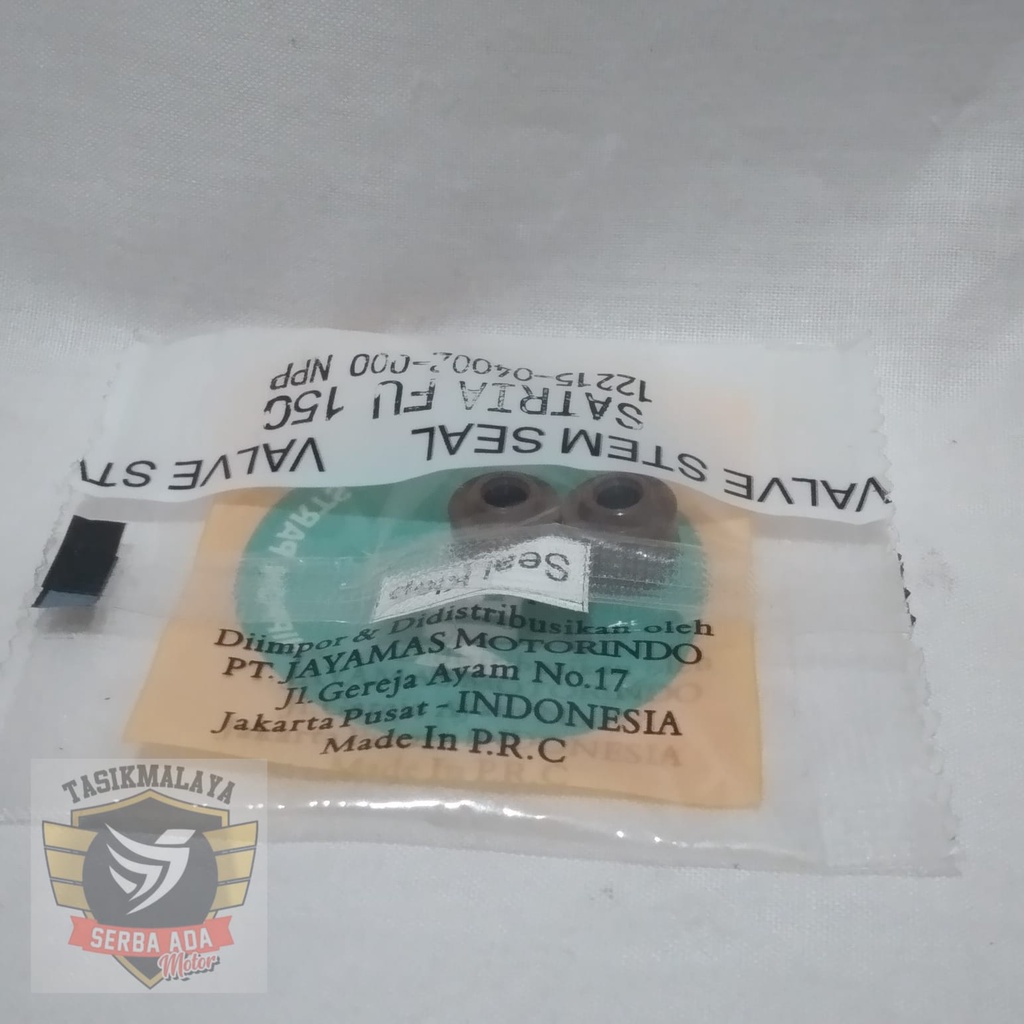 12215-04002-000 NPP
SATRIA FU 150
VALVE STEM SEAL VALVE ST
PARTS
Seal Klep
Diimpor & Didistribusikan oleh
PT. JAYAMAS MOTORINDO
Jl. Gereja Ayam No.17
Jakarta Pusat - INDONESIA
Made In P.R.C
TASIKMALAYA
SERBA ADA
Motor